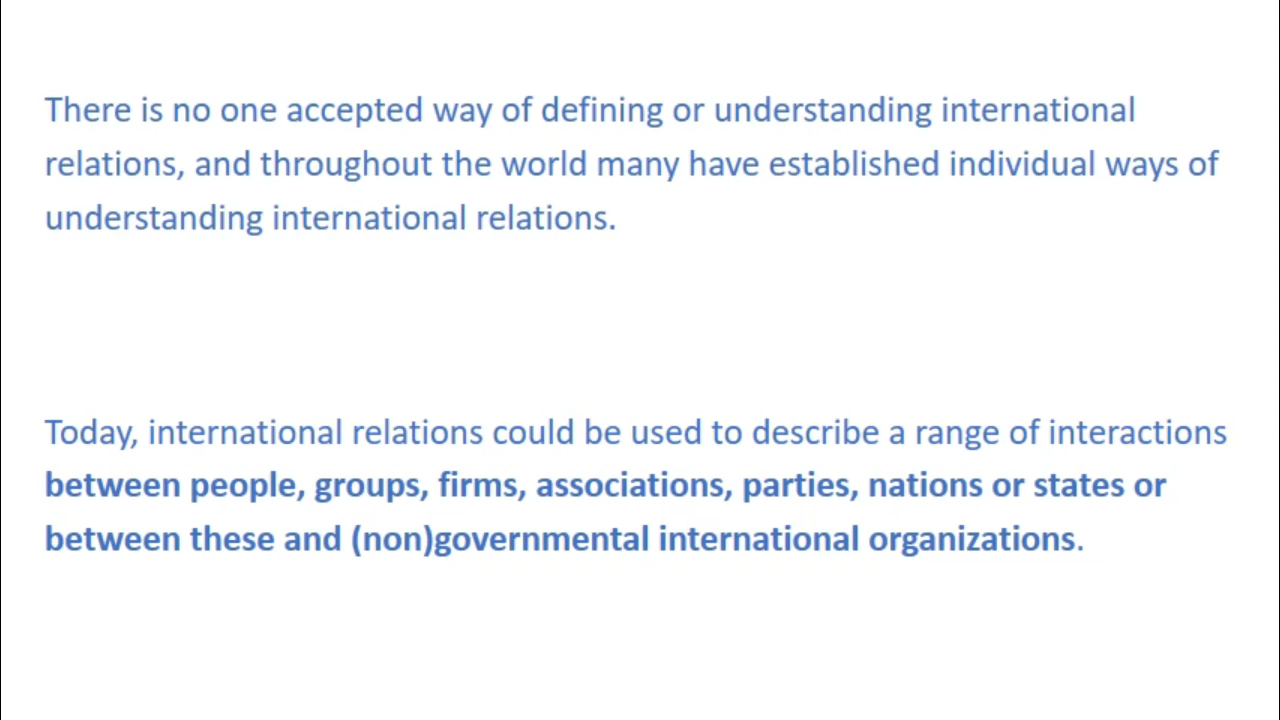 There is no one accepted way of defining or understanding international
relations, and throughout the world many have established individual ways of
understanding international relations.
Today, international relations could be used to describe a range of interactions
between people, groups, firms, associations, parties, nations or states or
between these and (non)governmental international organizations.